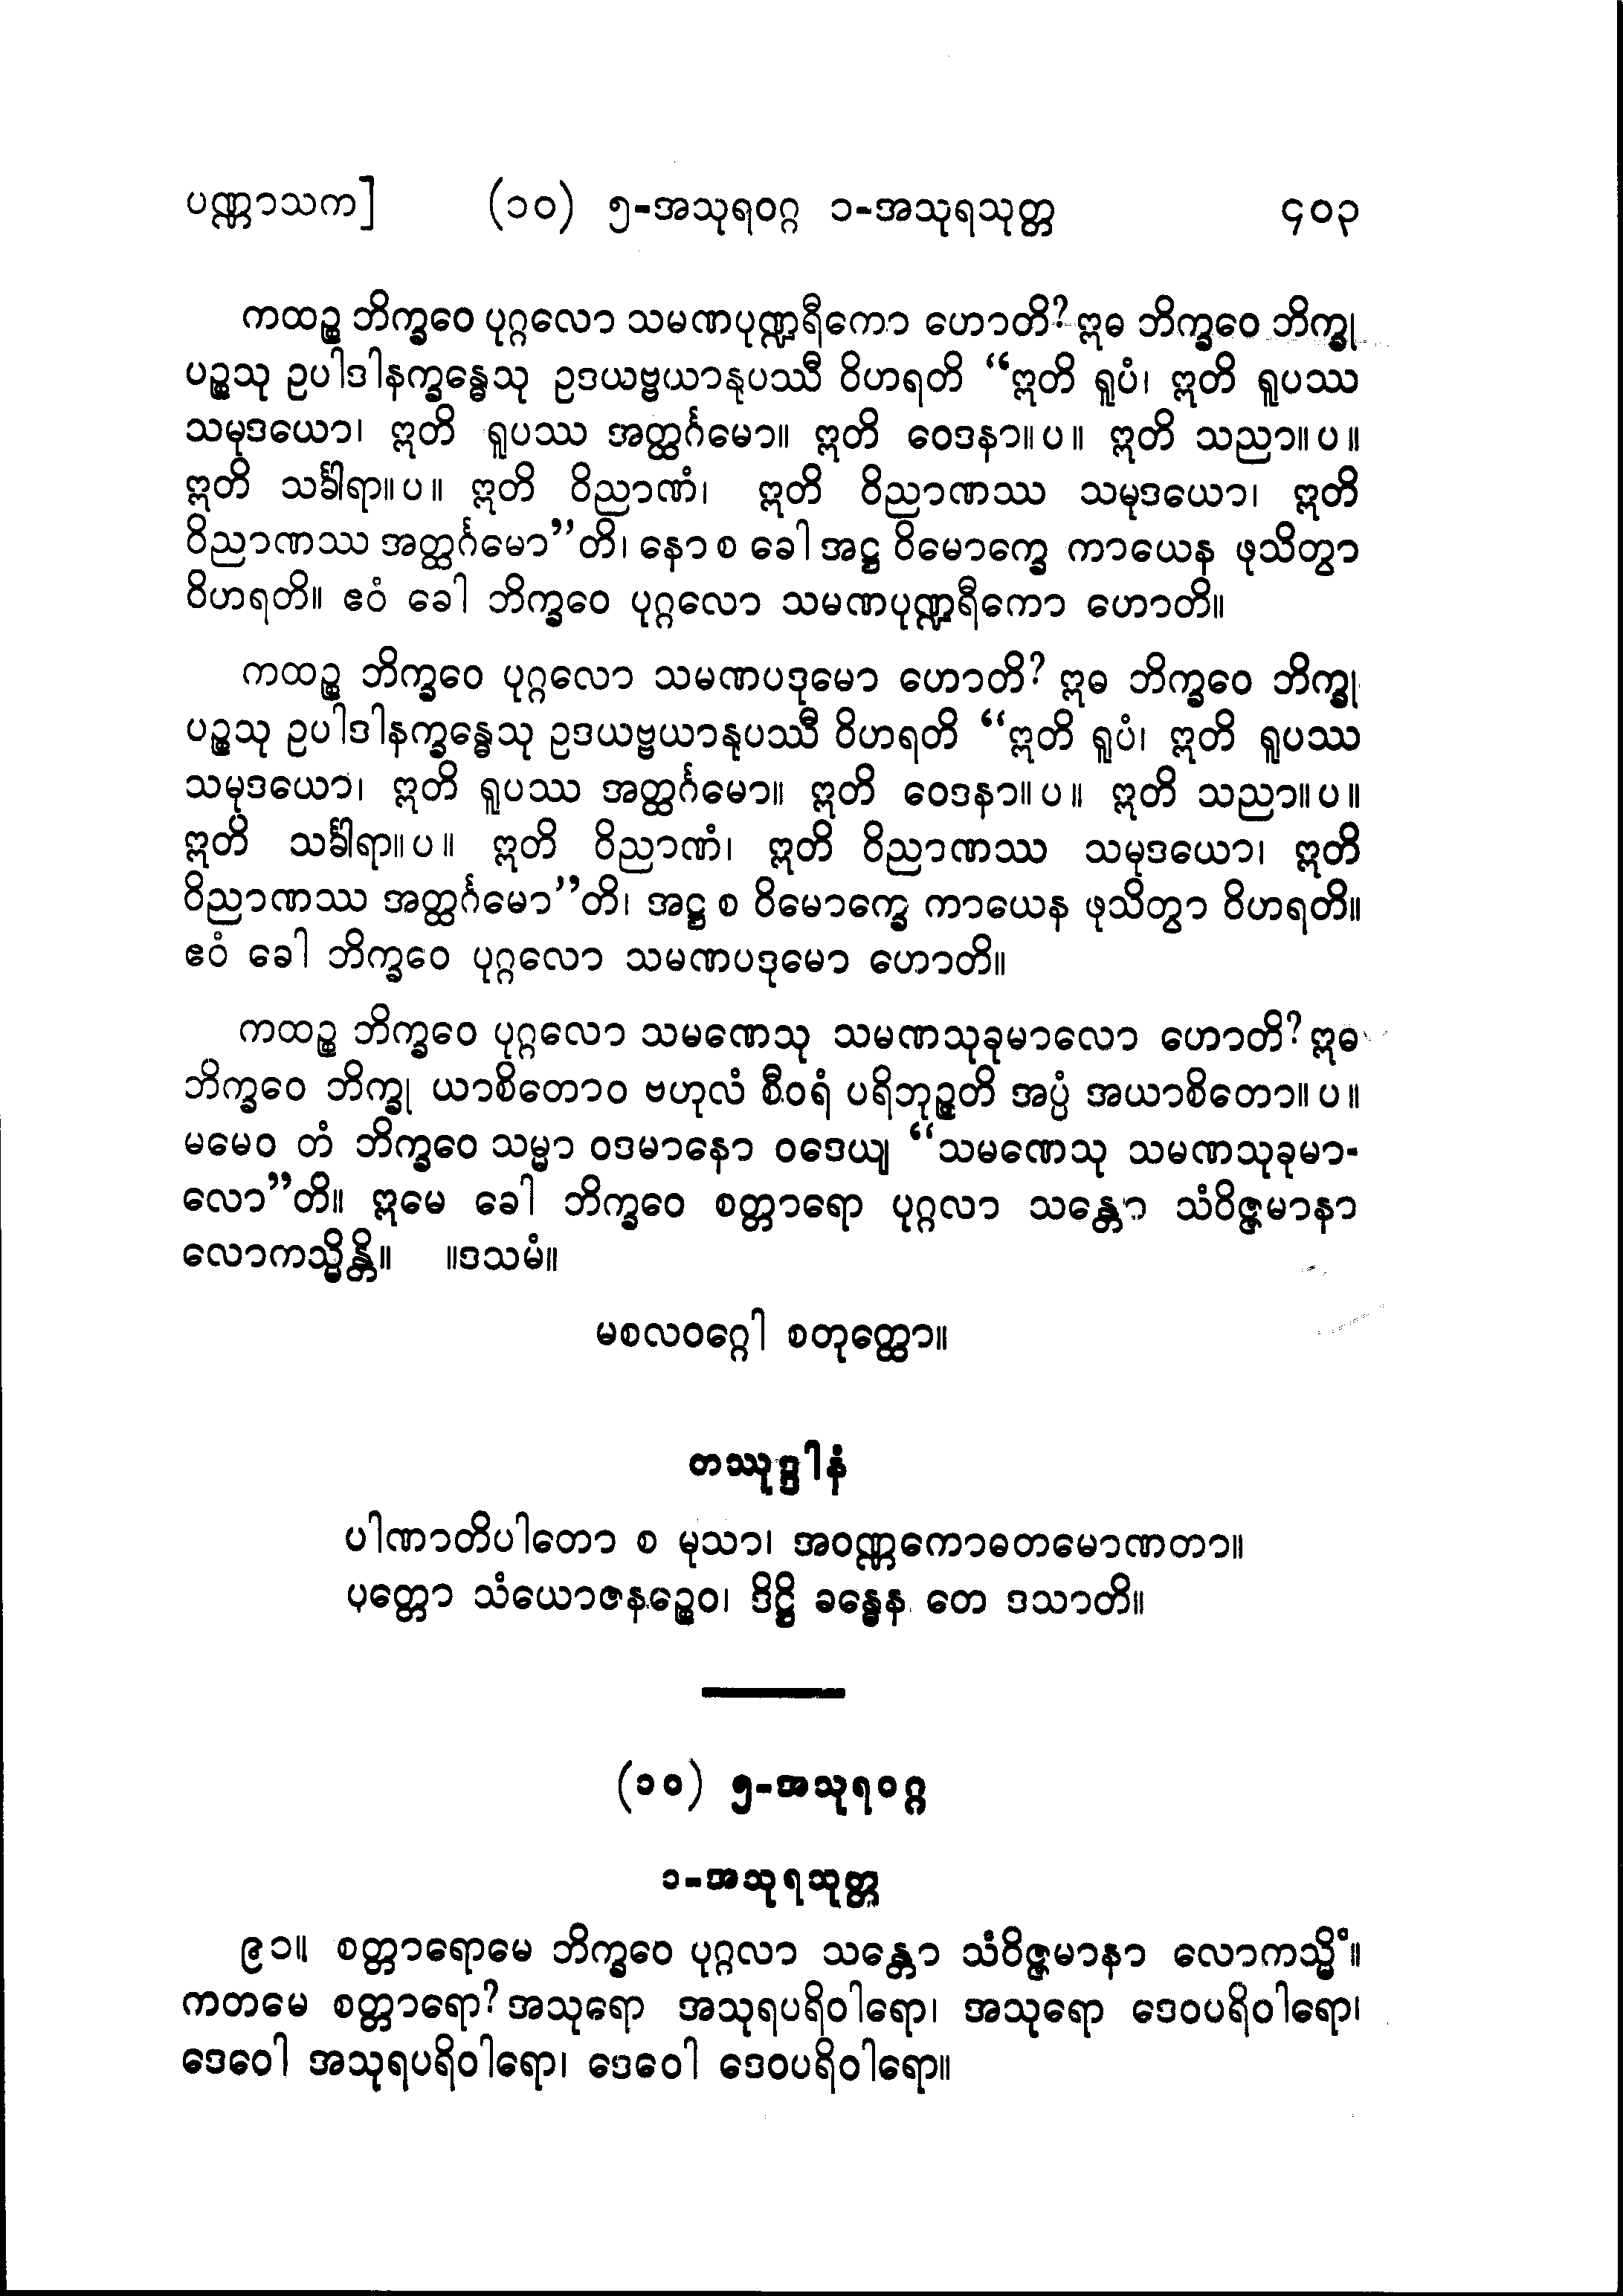 ပဏ္ဏာသက] (၁၀) ၅-အသုရဝဂ္ဂ ၁-အသုရသုတ္တ ၄၀၃
ကထဉ္စ ဘိက္ခဝေ ပုဂ္ဂလော သမဏပုဏ္ဍရီကော ဟောတိ? ဣဓ ဘိက္ခဝေ ဘိက္ခု
ပဉ္စသု ဥပါဒါနက္ခန္ဓေသု ဥဒယဗ္ဗယာနုပဿီ ဝိဟရတိ “ဣတိ ရူပံ၊ ဣတိ ရူပဿ
သမုဒယော၊ ဣတိ ရူပဿ အတ္ထင်္ဂမော။ ဣတိ ဝေဒနာ။ပ။ ဣတိ သညာ။ပ။
ဣတိ သင်္ခါရာ။ပ။ ဣတိ ဝိညာဏံ၊ ဣတိ ဝိညာဏဿ သမုဒယော၊ ဣတိ
ဝိညာဏဿ အတ္ထင်္ဂမော”တိ၊ နော စ ခေါ အဋ္ဌ ဝိမောက္ခေ ကာယေန ဖုသိတွာ
ဝိဟရတိ။ ဧဝံ ခေါ ဘိက္ခဝေ ပုဂ္ဂလော သမဏပုဏ္ဍရီကော ဟောတိ။
ကထဉ္စ ဘိက္ခဝေ ပုဂ္ဂလော သမဏပဒုမော ဟောတိ? ဣဓ ဘိက္ခဝေ ဘိက္ခု
ပဉ္စသု ဥပါဒါနက္ခန္ဓေသု ဥဒယဗ္ဗယာနုပဿီ ဝိဟရတိ “ဣတိ ရူပံ၊ ဣတိ ရူပဿ
သမုဒယော၊ ဣတိ ရူပဿ အတ္ထင်္ဂမော။ ဣတိ ဝေဒနာ။ပ။ ဣတိ သညာ။ပ။
ဣတိ သင်္ခါရာ။ပ။ ဣတိ ဝိညာဏံ၊ ဣတိ ဝိညာဏဿ သမုဒယော၊ ဣတိ
ဝိညာဏဿ အတ္ထင်္ဂမော”တိ၊ အဋ္ဌ စ ဝိမောက္ခေ ကာယေန ဖုသိတွာ ဝိဟရတိ။
ဧဝံ ခေါ ဘိက္ခဝေ ပုဂ္ဂလော သမဏပဒုမော ဟောတိ။
ကထဉ္စ ဘိက္ခဝေ ပုဂ္ဂလော သမဏေသု သမဏသုခုမာလော ဟောတိ? ဣဓ
ဘိက္ခဝေ ဘိက္ခု ယာစိတောဝ ဗဟုလံ စီဝရံ ပရိဘုဉ္ဇတိ အပ္ပံ အယာစိတော။ပ။
မမေဝ တံ ဘိက္ခဝေ သမ္မာ ဝဒမာနော ဝဒေယျ “သမဏေသု သမဏသုခုမာ-
လော”တိ။ ဣမေ ခေါ ဘိက္ခဝေ စတ္တာရော ပုဂ္ဂလာ သန္တော သံဝိဇ္ဇမာနာ
လောကသ္မိန္တိ။ ။ဒသမံ။
မစလဝဂ္ဂေါ စတုတ္ထော။
တဿုဒ္ဒါနံ
ပါဏာတိပါတော စ မုသာ၊ အဝဏ္ဏကောဓတမောဏတာ။
ပုတ္တော သံယောဇနဉ္စေဝ၊ ဒိဋ္ဌိ ခန္ဓေန တေ ဒသာတိ။
(၁၀) ၅-အသုရဝဂ္ဂ
၁-အသုရသုတ္တ
၉၁။ စတ္တာရောမေ ဘိက္ခဝေ ပုဂ္ဂလာ သန္တော သံဝိဇ္ဇမာနာ လောကသ္မိံ။
ကတမေ စတ္တာရော? အသုရော အသုရပရိဝါရော၊ အသုရော ဒေဝပရိဝါရော၊
ဒေဝေါ အသုရပရိဝါရော၊ ဒေဝေါ ဒေဝပရိဝါရော။